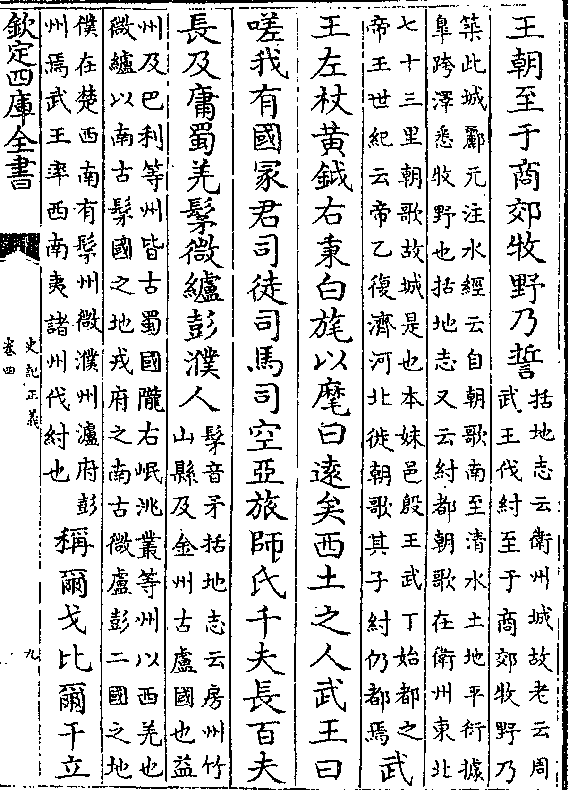 王朝至于商郊牧野乃誓括地志云衛州城故老云周武王伐紂至于商郊牧野乃
築此城酈元注水經云自朝歌南至清水土地平衍據
臯跨澤悉牧野也括地志又云紂都朝歌在衛州東北
七十三里朝歌故城是也本妹邑殷王武丁始都之
帝王世紀云帝乙復濟河北徙朝歌其子紂仍都焉武
王左杖黄鉞右秉白旄以麾曰逺矣西土之人武王曰
嗟我有國冢君司徒司馬司空亞旅師氏千夫長百夫
長及庸蜀羌髳微纑彭濮人髳音矛括地志云房州竹山縣及金州古盧國也益
州及巴利等州皆古蜀國隴右岷洮叢等州以西羌也
微纑以南古髳國之地戎府之南古微盧彭二國之地
濮在楚西南有髳州微濮州瀘府彭
州焉武王率西南夷諸州伐紂也稱爾戈比爾干立
欽定四庫全書
史記正義
卷四
九